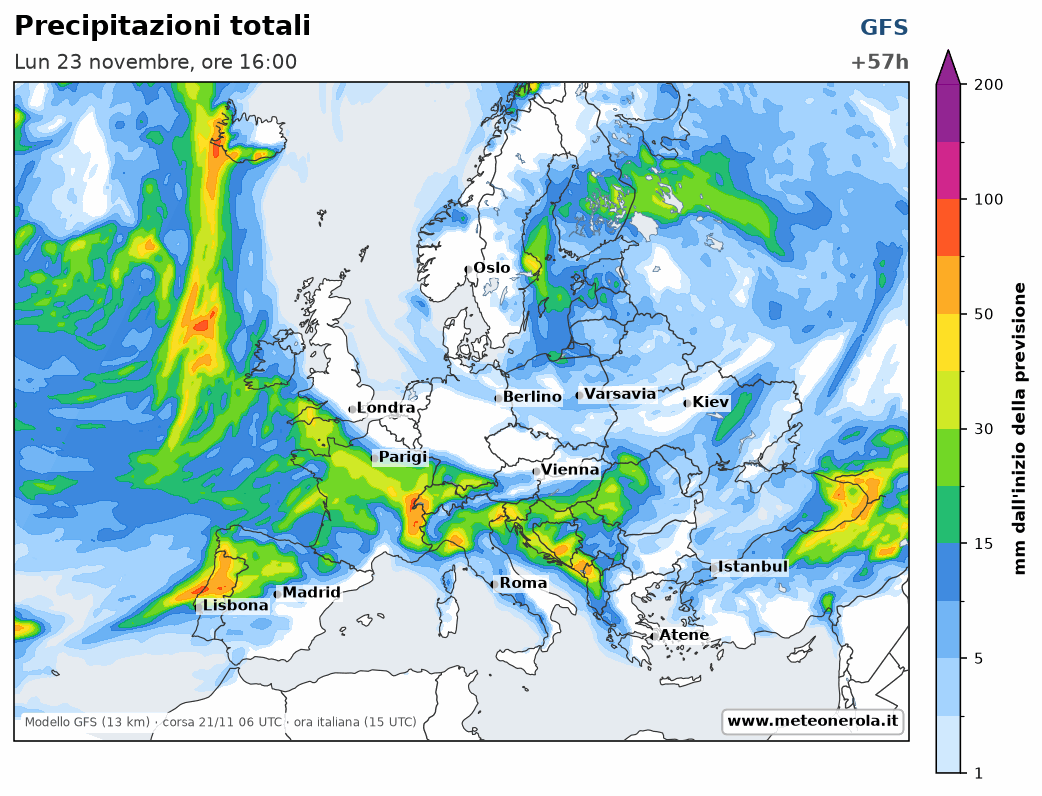 Precipitazioni totali
GFS
Lun 23 novembre, ore 16:00
+57h
200
100
50
30
15
5
1
mm dall'inizio della previsione
Oslo
Berlino
Varsavia
Kiev
Londra
Parigi
Vienna
Istanbul
Roma
Madrid
Lisbona
Atene
Modello GFS (13 km) · corsa 21/11 06 UTC · ora italiana (15 UTC)
www.meteonerola.it